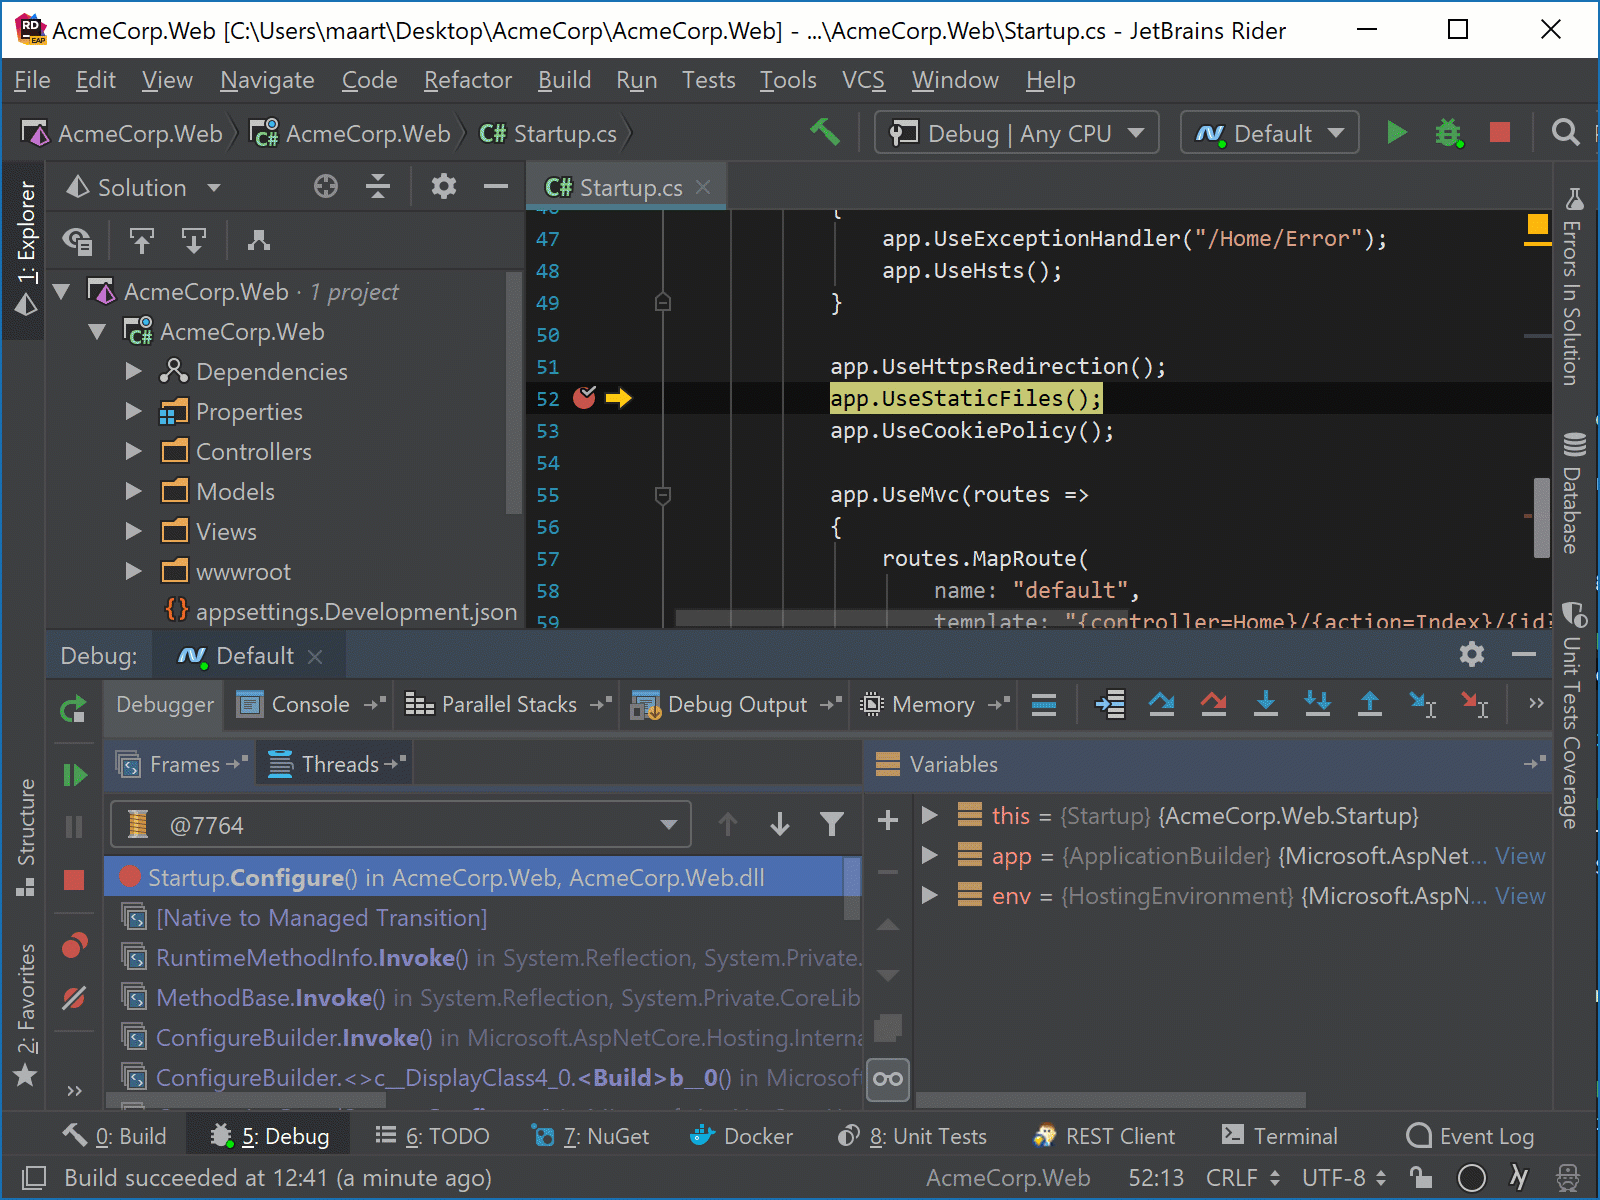 RD
EAP
AcmeCorp.Web [C:\Users\maart\Desktop\AcmeCorp\AcmeCorp.Web] - ...\AcmeCorp.Web\Startup.cs - JetBrains Rider
File Edit View Navigate Code Refactor Build Run Tests Tools VCS Window Help
AcmeCorp.Web C# AcmeCorp.Web C# Startup.cs Debug | Any CPU Default
1: Explorer
Solution
AcmeCorp.Web · 1 project
C# AcmeCorp.Web
Dependencies
Properties
Controllers
Models
Views
wwwroot
{} appsettings.Development.json
C# Startup.cs
46 {
47 app.UseExceptionHandler("/Home/Error");
48 app.UseHsts();
49 }
50
51 app.UseHttpsRedirection();
52 app.UseStaticFiles();
53 app.UseCookiePolicy();
54
55 app.UseMvc(routes =>
56 {
57 routes.MapRoute(
58 name: "default",
59 template: "{controller=Home}/{action=Index}/{id?
Errors In Solution
Database
Unit Tests Coverage
Debug: Default
Debugger Console Parallel Stacks Debug Output Memory
Frames Threads
Variables
@7764
Startup.Configure() in AcmeCorp.Web, AcmeCorp.Web.dll
[Native to Managed Transition]
RuntimeMethodInfo.Invoke() in System.Reflection, System.Private.
MethodBase.Invoke() in System.Reflection, System.Private.CoreLib
ConfigureBuilder.Invoke() in Microsoft.AspNetCore.Hosting.Interna
ConfigureBuilder.<>c__DisplayClass4_0.<Build>b__0() in Microsof
this = {Startup} {AcmeCorp.Web.Startup}
app = {ApplicationBuilder} {Microsoft.AspNet... View
env = {HostingEnvironment} {Microsoft.AspN... View
Structure
2: Favorites
0: Build 5: Debug 6: TODO 7: NuGet Docker 8: Unit Tests REST Client Terminal Event Log
Build succeeded at 12:41 (a minute ago) AcmeCorp.Web 52:13 CRLF UTF-8